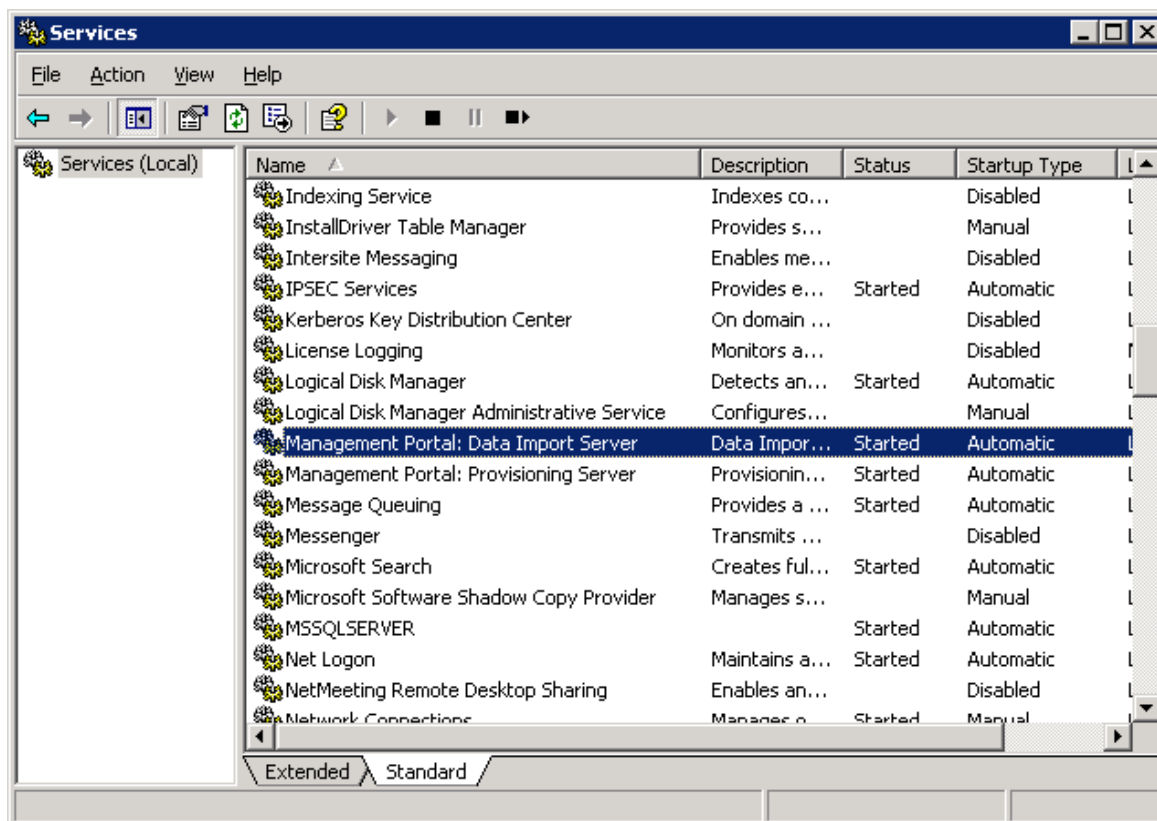 Services
File Action View Help
Services (Local)
Name Description Status Startup Type
Indexing Service Indexes co... Disabled
InstallDriver Table Manager Provides s... Manual
Intersite Messaging Enables me... Disabled
IPSEC Services Provides e... Started Automatic
Kerberos Key Distribution Center On domain ... Disabled
License Logging Monitors a... Disabled
Logical Disk Manager Detects an... Started Automatic
Logical Disk Manager Administrative Service Configures... Manual
Management Portal: Data Import Server Data Impor... Started Automatic
Management Portal: Provisioning Server Provisionin... Started Automatic
Message Queuing Provides a ... Started Automatic
Messenger Transmits ... Disabled
Microsoft Search Creates ful... Started Automatic
Microsoft Software Shadow Copy Provider Manages s... Manual
MSSQLSERVER Started Automatic
Net Logon Maintains a... Started Automatic
NetMeeting Remote Desktop Sharing Enables an... Disabled
Network Connections Manages o... Started Manual
Extended Standard